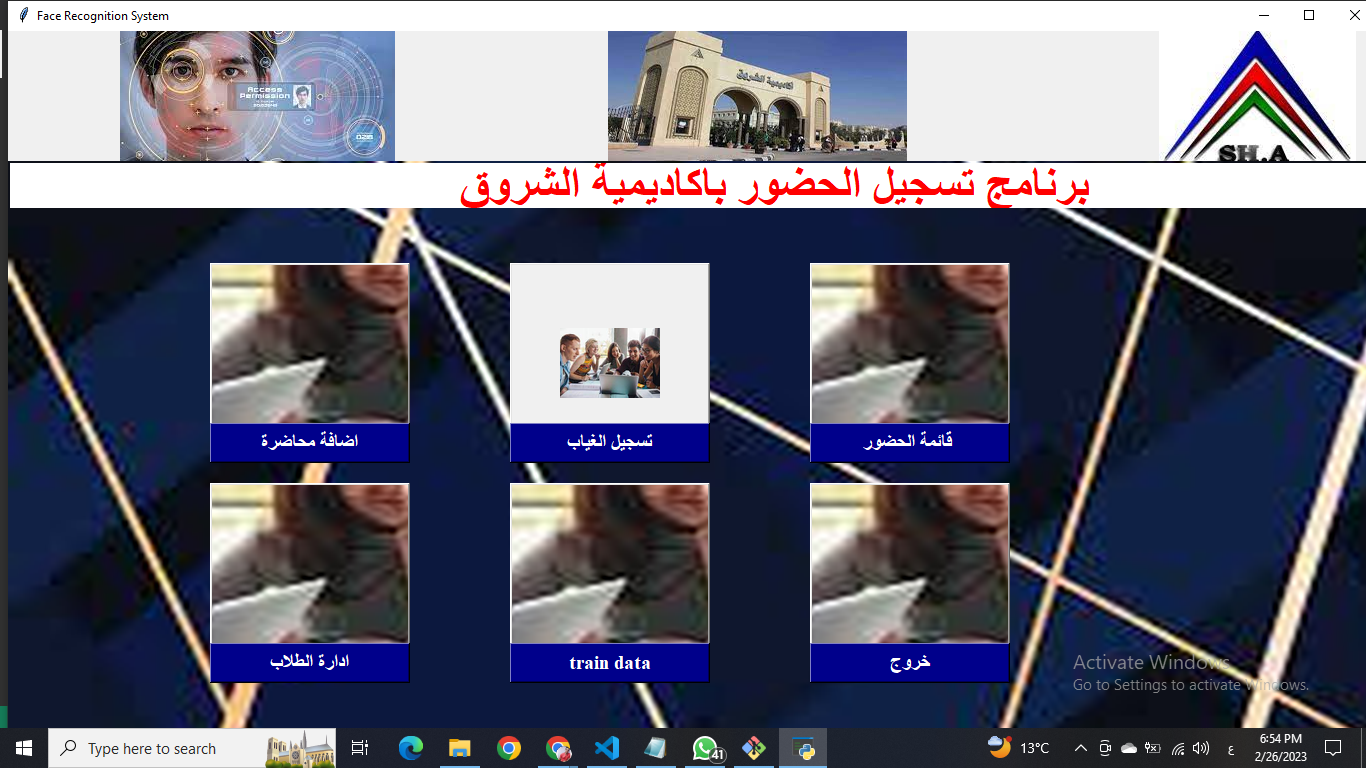 Face Recognition System
Access
Permission
أكاديمية الشروق
SH.A
برنامج تسجيل الحضور باكاديمية الشروق
اضافة محاضرة
تسجيل الغياب
قائمة الحضور
ادارة الطلاب
train data
خروج
Activate Windows
Go to Settings to activate Windows.
Type here to search
41
13°C
ع
6:54 PM
2/26/2023